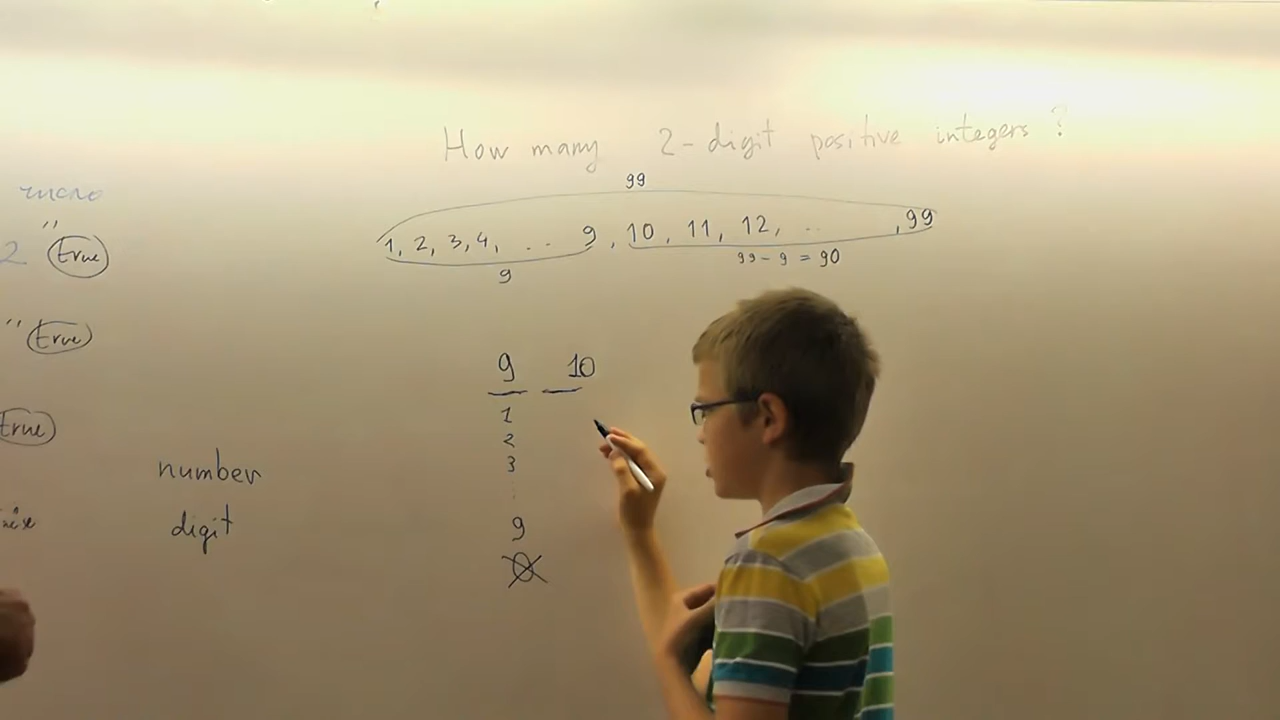 How many 2-digit positive integers?
99
1, 2, 3, 4, . .. 9, 10, 11, 12, .. , 99
9
99 - 9 = 90
9 10
1
2
3
9
0
2 "true
" true
true
number
digit